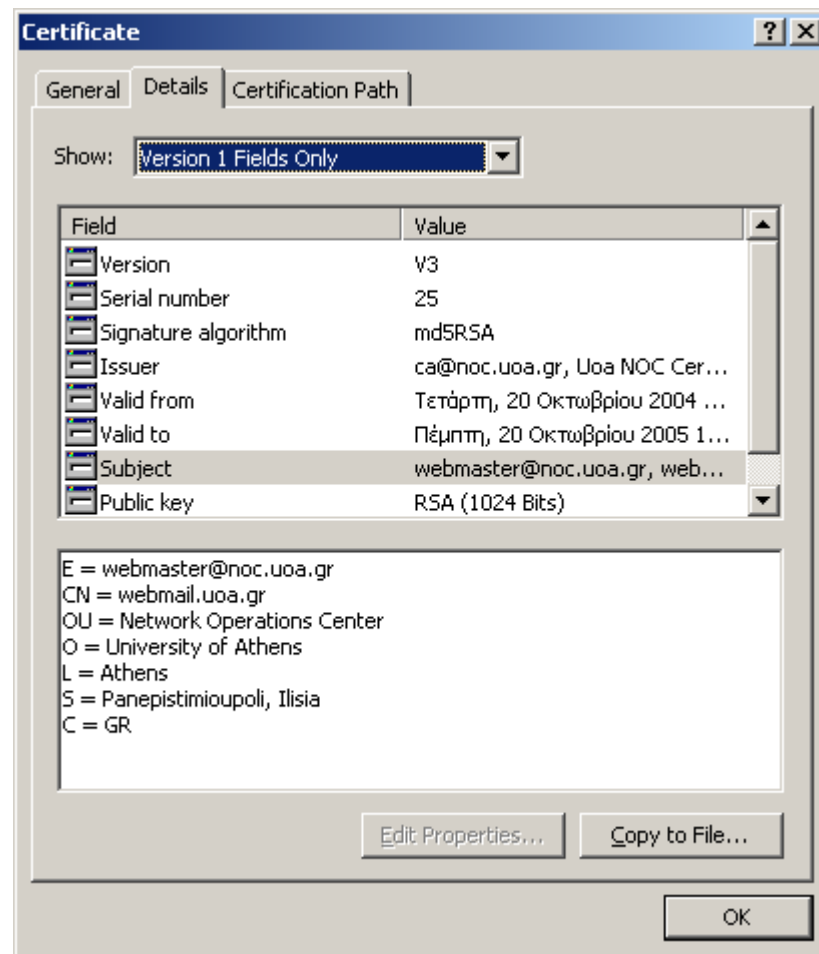 Certificate
General Details Certification Path
Show: Version 1 Fields Only
Field Value
Version V3
Serial number 25
Signature algorithm md5RSA
Issuer ca@noc.uoa.gr, Uoa NOC Cer...
Valid from Τετάρτη, 20 Οκτωβρίου 2004 ...
Valid to Πέμπτη, 20 Οκτωβρίου 2005 1...
Subject webmaster@noc.uoa.gr, web...
Public key RSA (1024 Bits)
E = webmaster@noc.uoa.gr
CN = webmail.uoa.gr
OU = Network Operations Center
O = University of Athens
L = Athens
S = Panepistimioupoli, Ilisia
C = GR
Edit Properties... Copy to File...
OK